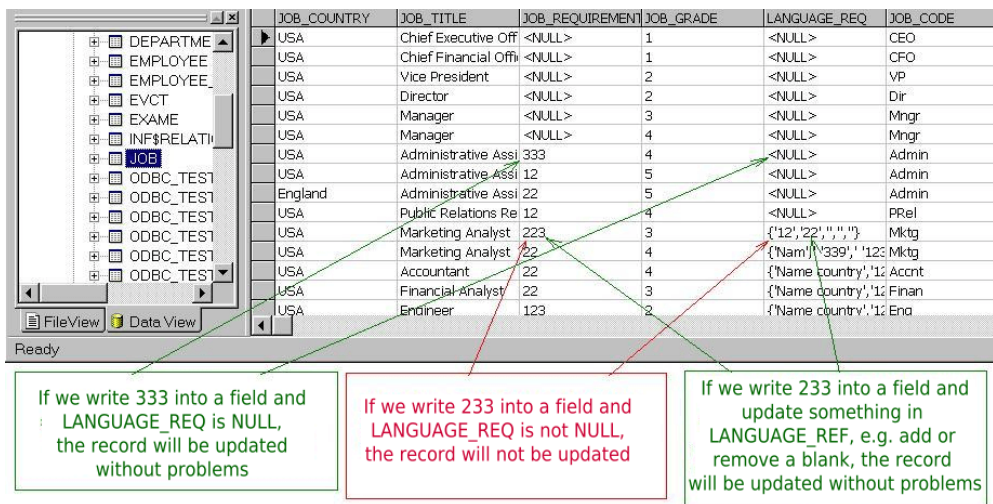 DEPARTME
EMPLOYEE
EMPLOYEE_
EVCT
EXAME
INF$RELATI
JOB
ODBC_TEST
ODBC_TEST
ODBC_TEST
ODBC_TEST
ODBC_TEST
ODBC_TEST
FileView Data View
JOB_COUNTRY JOB_TITLE JOB_REQUIREMENT JOB_GRADE LANGUAGE_REQ JOB_CODE
USA Chief Executive Off <NULL> 1 <NULL> CEO
USA Chief Financial Offi <NULL> 1 <NULL> CFO
USA Vice President <NULL> 2 <NULL> VP
USA Director <NULL> 2 <NULL> Dir
USA Manager <NULL> 3 <NULL> Mngr
USA Manager <NULL> 4 <NULL> Mngr
USA Administrative Assi 333 4 <NULL> Admin
USA Administrative Assi 12 5 <NULL> Admin
England Administrative Assi 22 5 <NULL> Admin
USA Public Relations Re 12 4 <NULL> PRel
USA Marketing Analyst 223 3 {'12','22','','',''} Mktg
USA Marketing Analyst 22 4 {'Nam','339',' '123 Mktg
USA Accountant 22 4 {'Name country','12 Accnt
USA Financial Analyst 22 3 {'Name country','12 Finan
USA Engineer 123 2 {'Name country','12 Eng
Ready
If we write 333 into a field and
LANGUAGE_REQ is NULL,
the record will be updated
without problems
If we write 233 into a field and
LANGUAGE_REQ is not NULL,
the record will not be updated
If we write 233 into a field and
update something in
LANGUAGE_REF, e.g. add or
remove a blank, the record
will be updated without problems